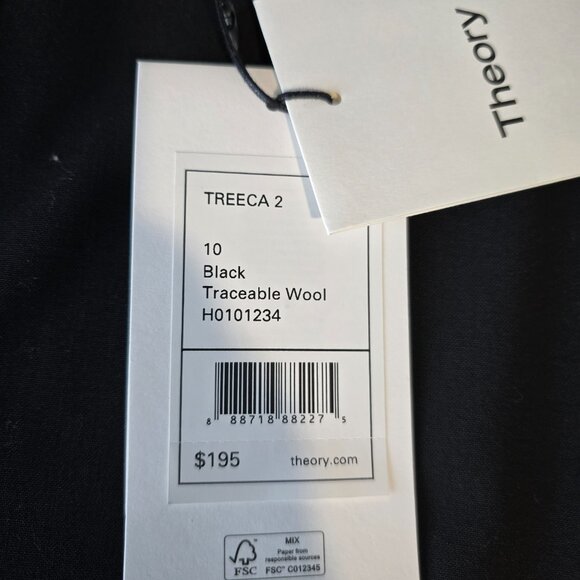 Theory
TREECA 2
10
Black
Traceable Wool
H0101234
8 88718 88227 5
$195 theory.com
FSC
MIX
Paper from
responsible sources
FSC™ C012345